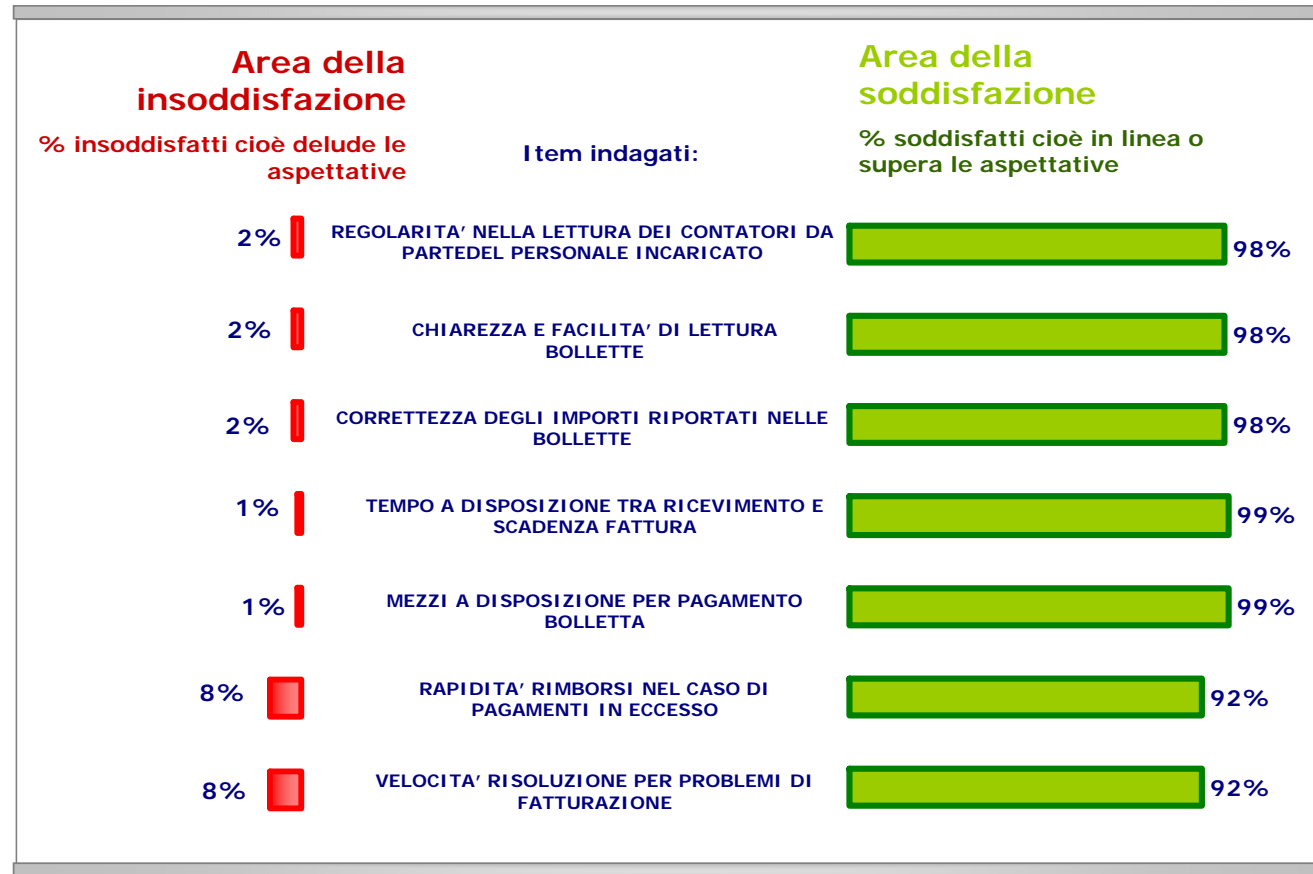 Area della
insoddisfazione
% insoddisfatti cioè delude le
aspettative
Item indagati:
Area della
soddisfazione
% soddisfatti cioè in linea o
supera le aspettative
2%
REGOLARITA’ NELLA LETTURA DEI CONTATORI DA
PARTEDEL PERSONALE INCARICATO
98%
2%
CHIAREZZA E FACILITA’ DI LETTURA
BOLLETTE
98%
2%
CORRETTEZZA DEGLI IMPORTI RIPORTATI NELLE
BOLLETTE
98%
1%
TEMPO A DISPOSIZIONE TRA RICEVIMENTO E
SCADENZA FATTURA
99%
1%
MEZZI A DISPOSIZIONE PER PAGAMENTO
BOLLETTA
99%
8%
RAPIDITA’ RIMBORSI NEL CASO DI
PAGAMENTI IN ECCESSO
92%
8%
VELOCITA’ RISOLUZIONE PER PROBLEMI DI
FATTURAZIONE
92%